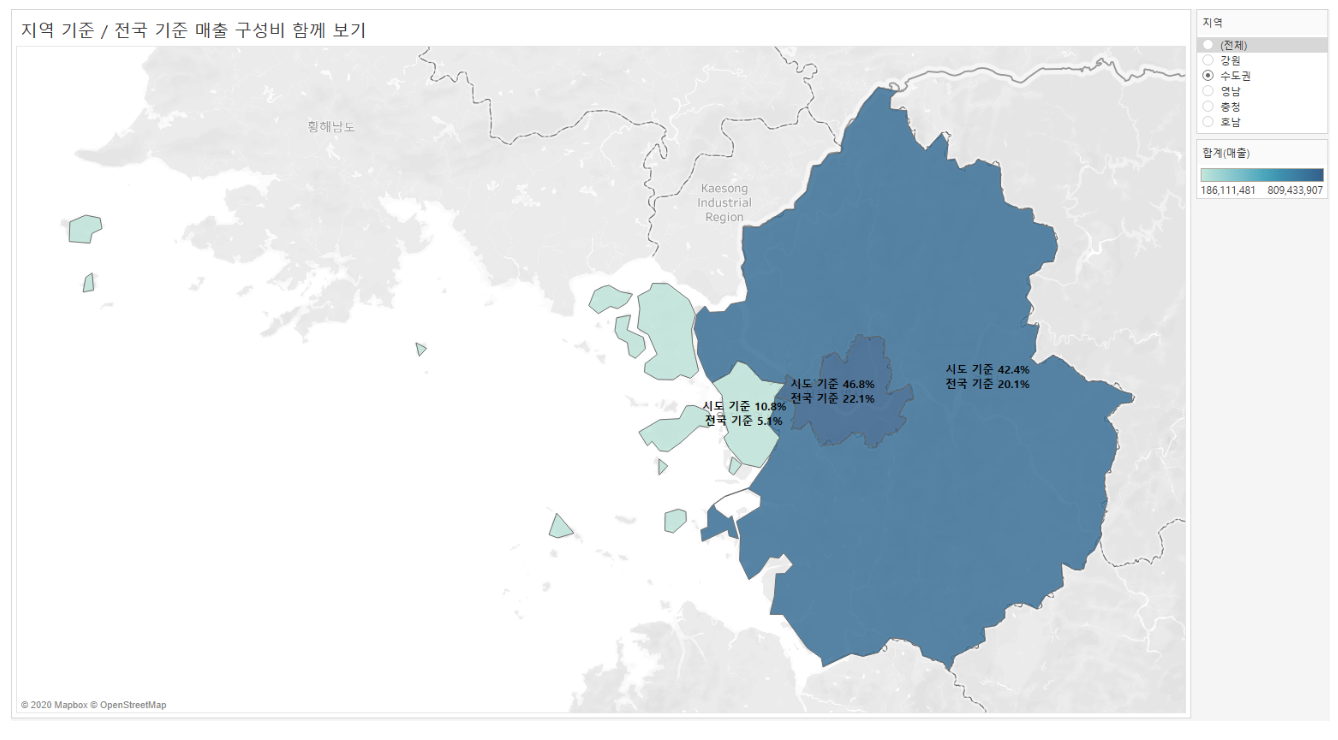 지역 기준 / 전국 기준 매출 구성비 함께 보기
황해남도
Kaesong
Industrial
Region
시도 기준 10.8%
전국 기준 5.1%
시도 기준 46.8%
전국 기준 22.1%
시도 기준 42.4%
전국 기준 20.1%
© 2020 Mapbox © OpenStreetMap
지역
(전체)
강원
수도권
영남
충청
호남
합계(매출)
186,111,481 809,433,907